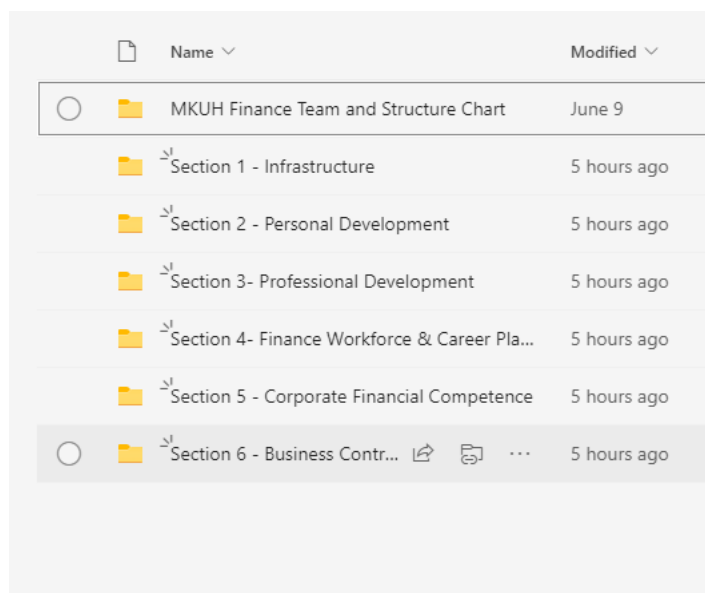 Name Modified
MKUH Finance Team and Structure Chart June 9
Section 1 - Infrastructure 5 hours ago
Section 2 - Personal Development 5 hours ago
Section 3- Professional Development 5 hours ago
Section 4- Finance Workforce & Career Pla... 5 hours ago
Section 5 - Corporate Financial Competence 5 hours ago
Section 6 - Business Contr... 5 hours ago